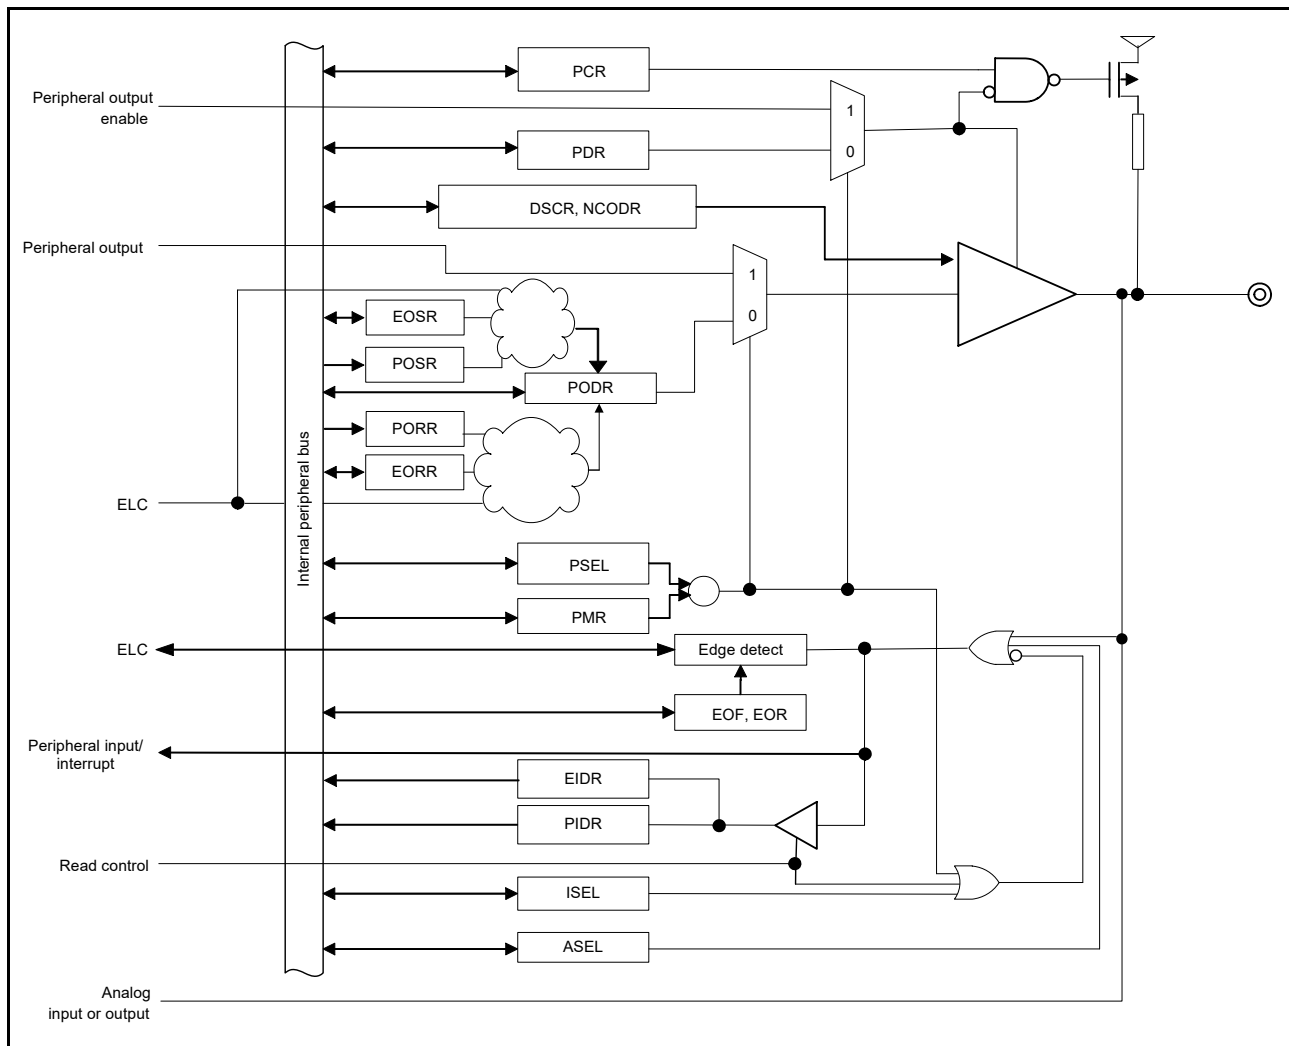 PCR
Peripheral output
enable
1
PDR
0
DSCR, NCODR
Peripheral output
1
EOSR
0
POSR
PODR
PORR
EORR
ELC
Internal peripheral bus
PSEL
PMR
ELC
Edge detect
EOF, EOR
Peripheral input/
interrupt
EIDR
PIDR
Read control
ISEL
ASEL
Analog
input or output